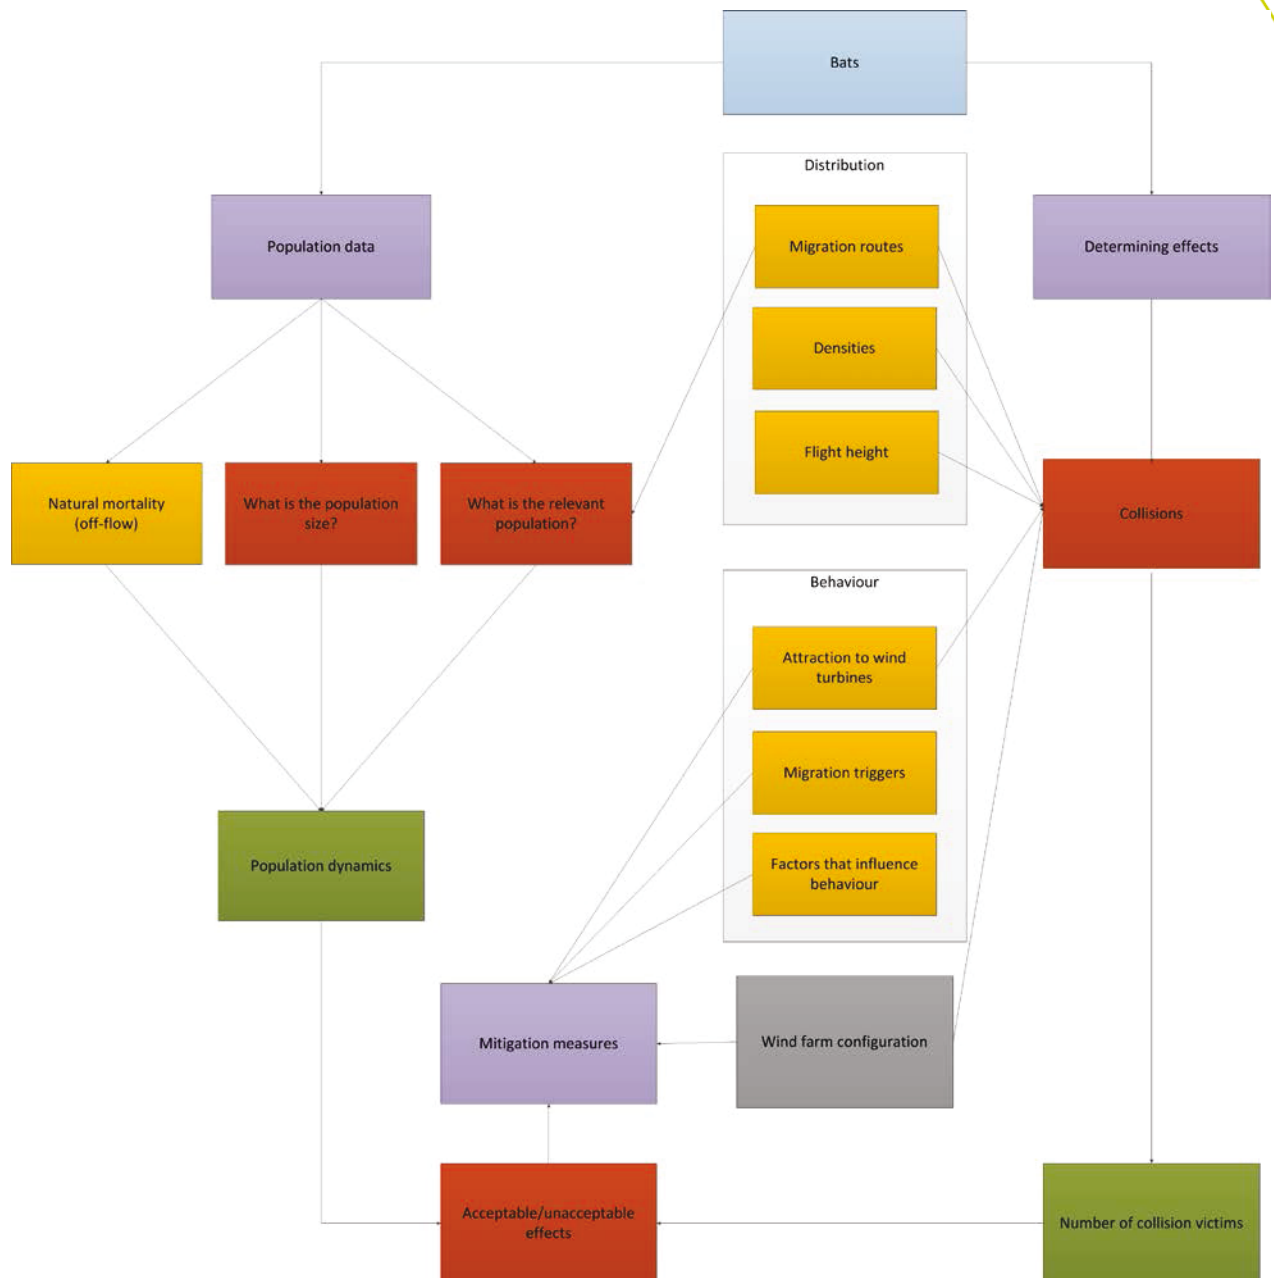 Bats
Distribution
Population data
Migration routes
Determining effects
Densities
Flight height
Natural mortality
(off-flow)
What is the population
size?
What is the relevant
population?
Collisions
Behaviour
Attraction to wind
turbines
Migration triggers
Factors that influence
behaviour
Population dynamics
Mitigation measures
Wind farm configuration
Acceptable/unacceptable
effects
Number of collision victims